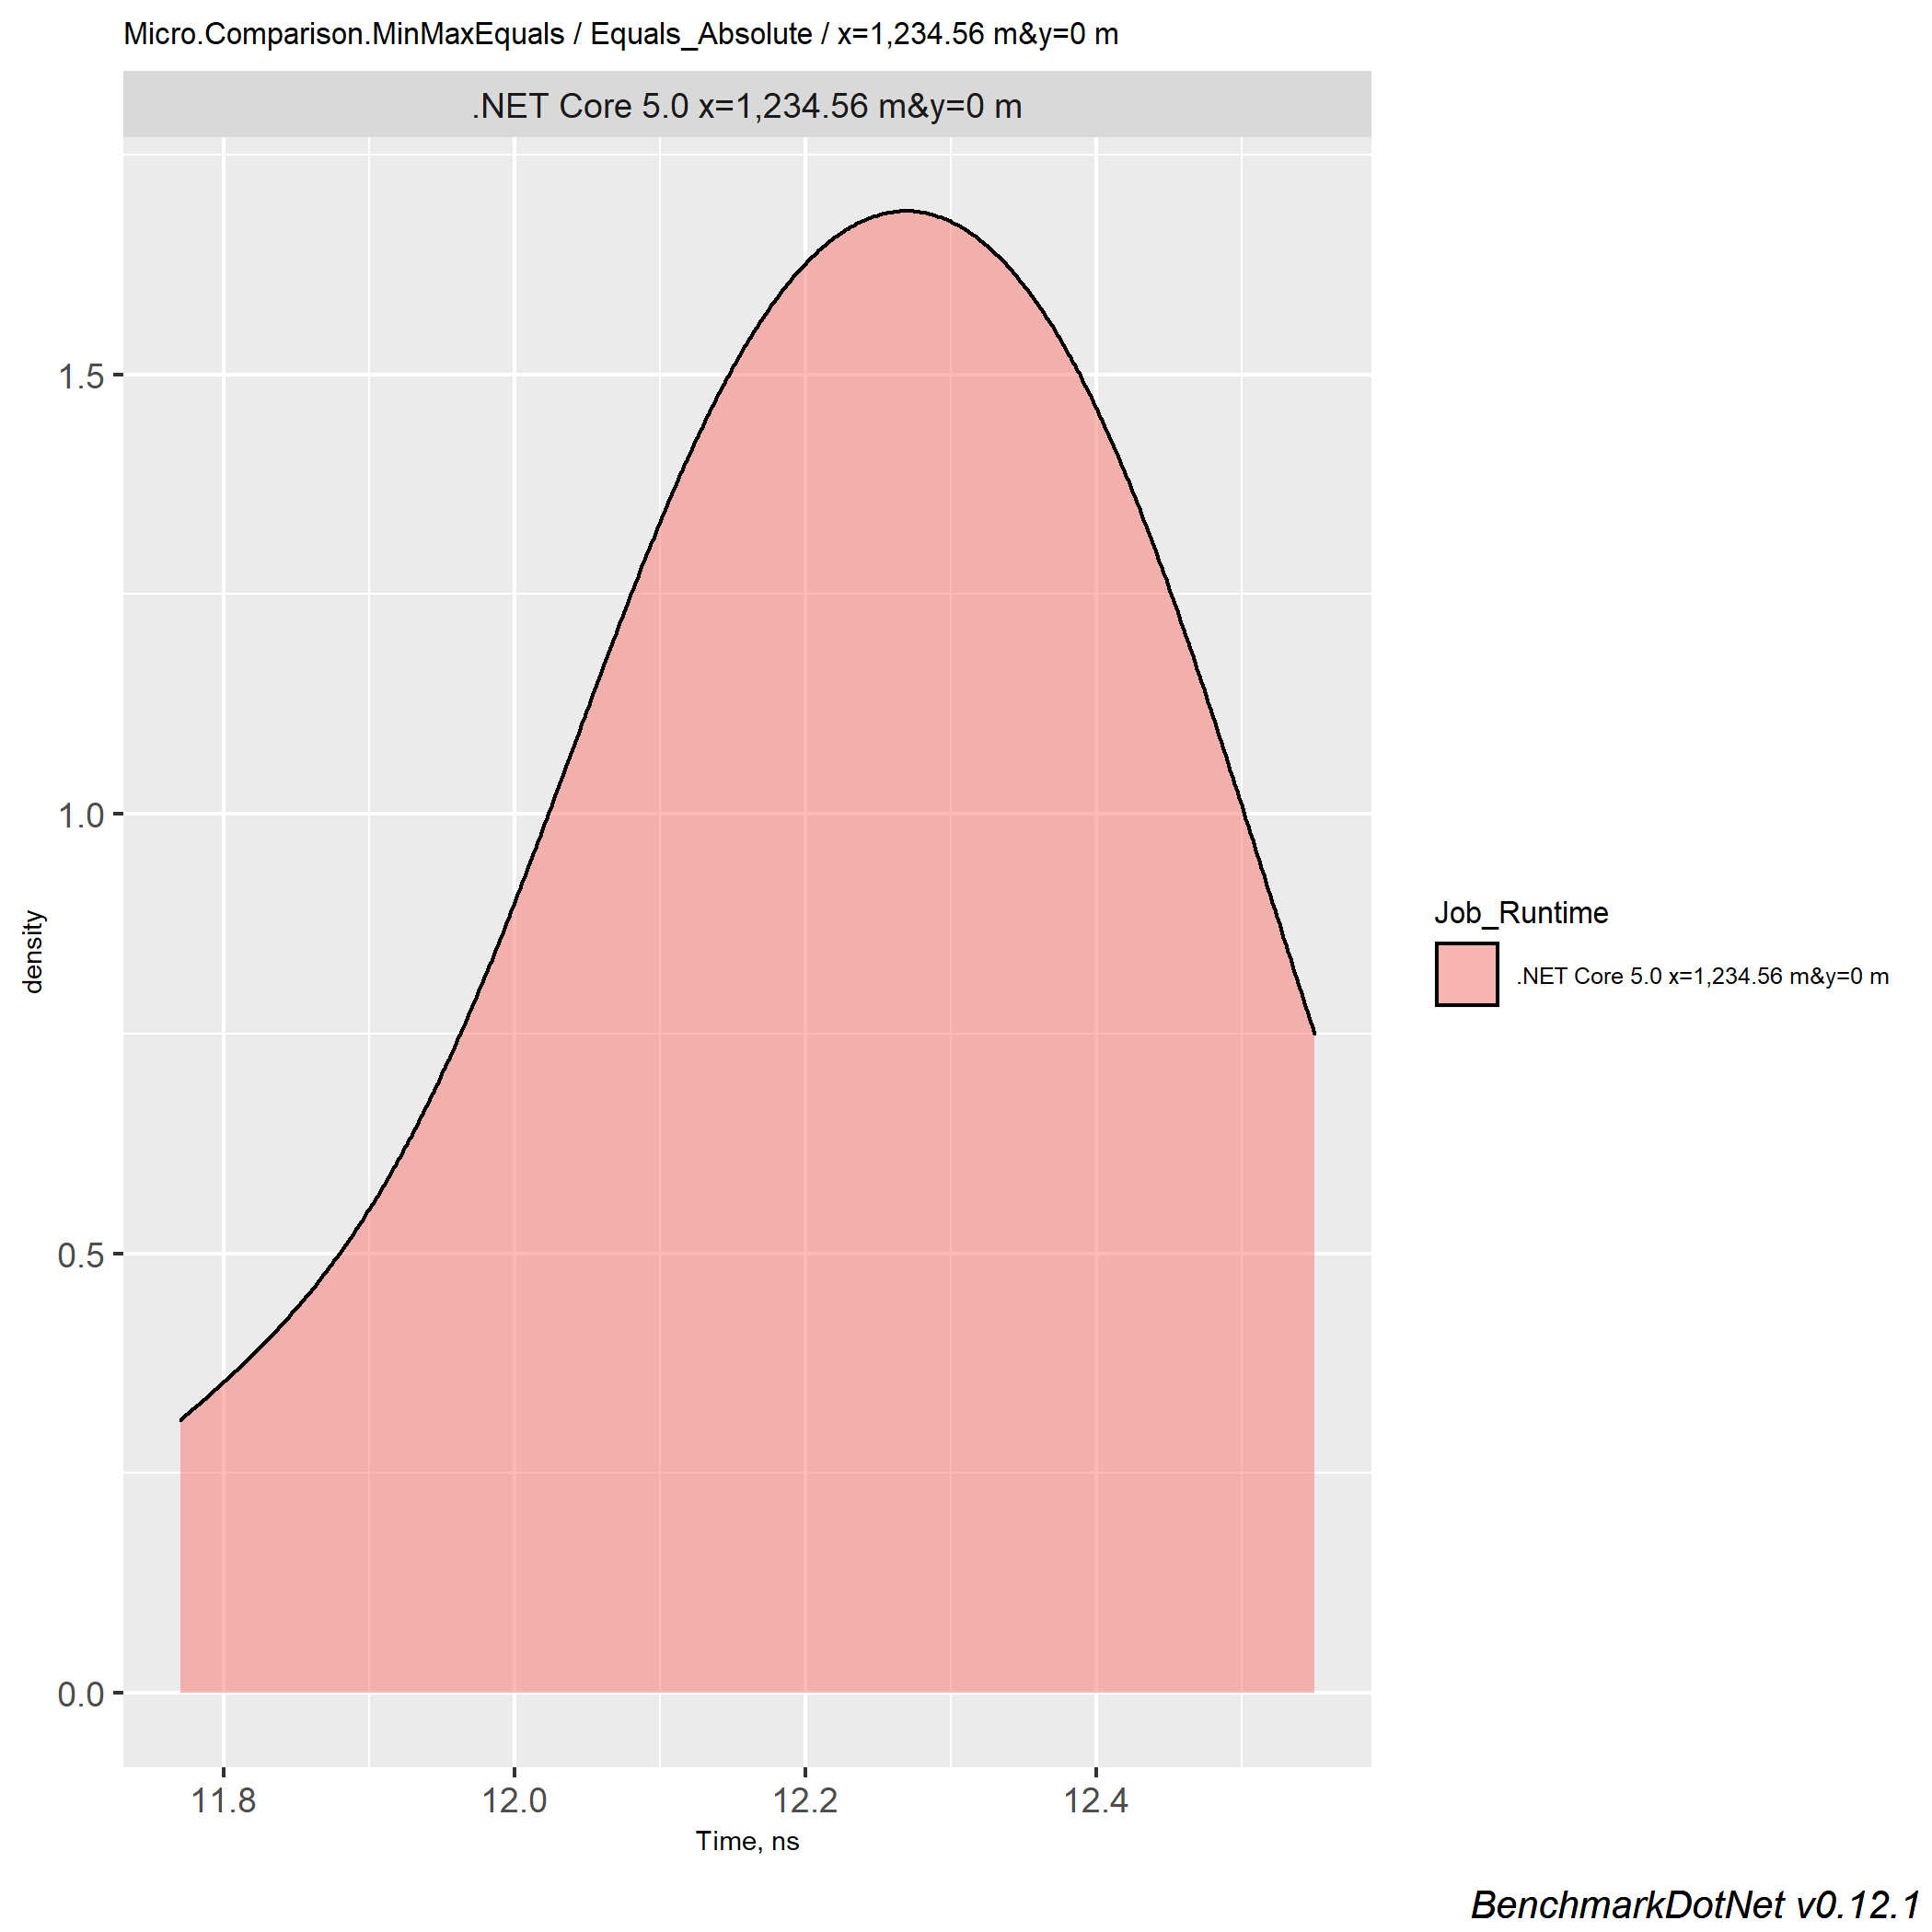 Micro.Comparison.MinMaxEquals / Equals_Absolute / x=1,234.56 m&y=0 m
.NET Core 5.0 x=1,234.56 m&y=0 m
1.5
1.0
0.5
0.0
density
11.8 12.0 12.2 12.4
Time, ns
Job_Runtime
.NET Core 5.0 x=1,234.56 m&y=0 m
BenchmarkDotNet v0.12.1